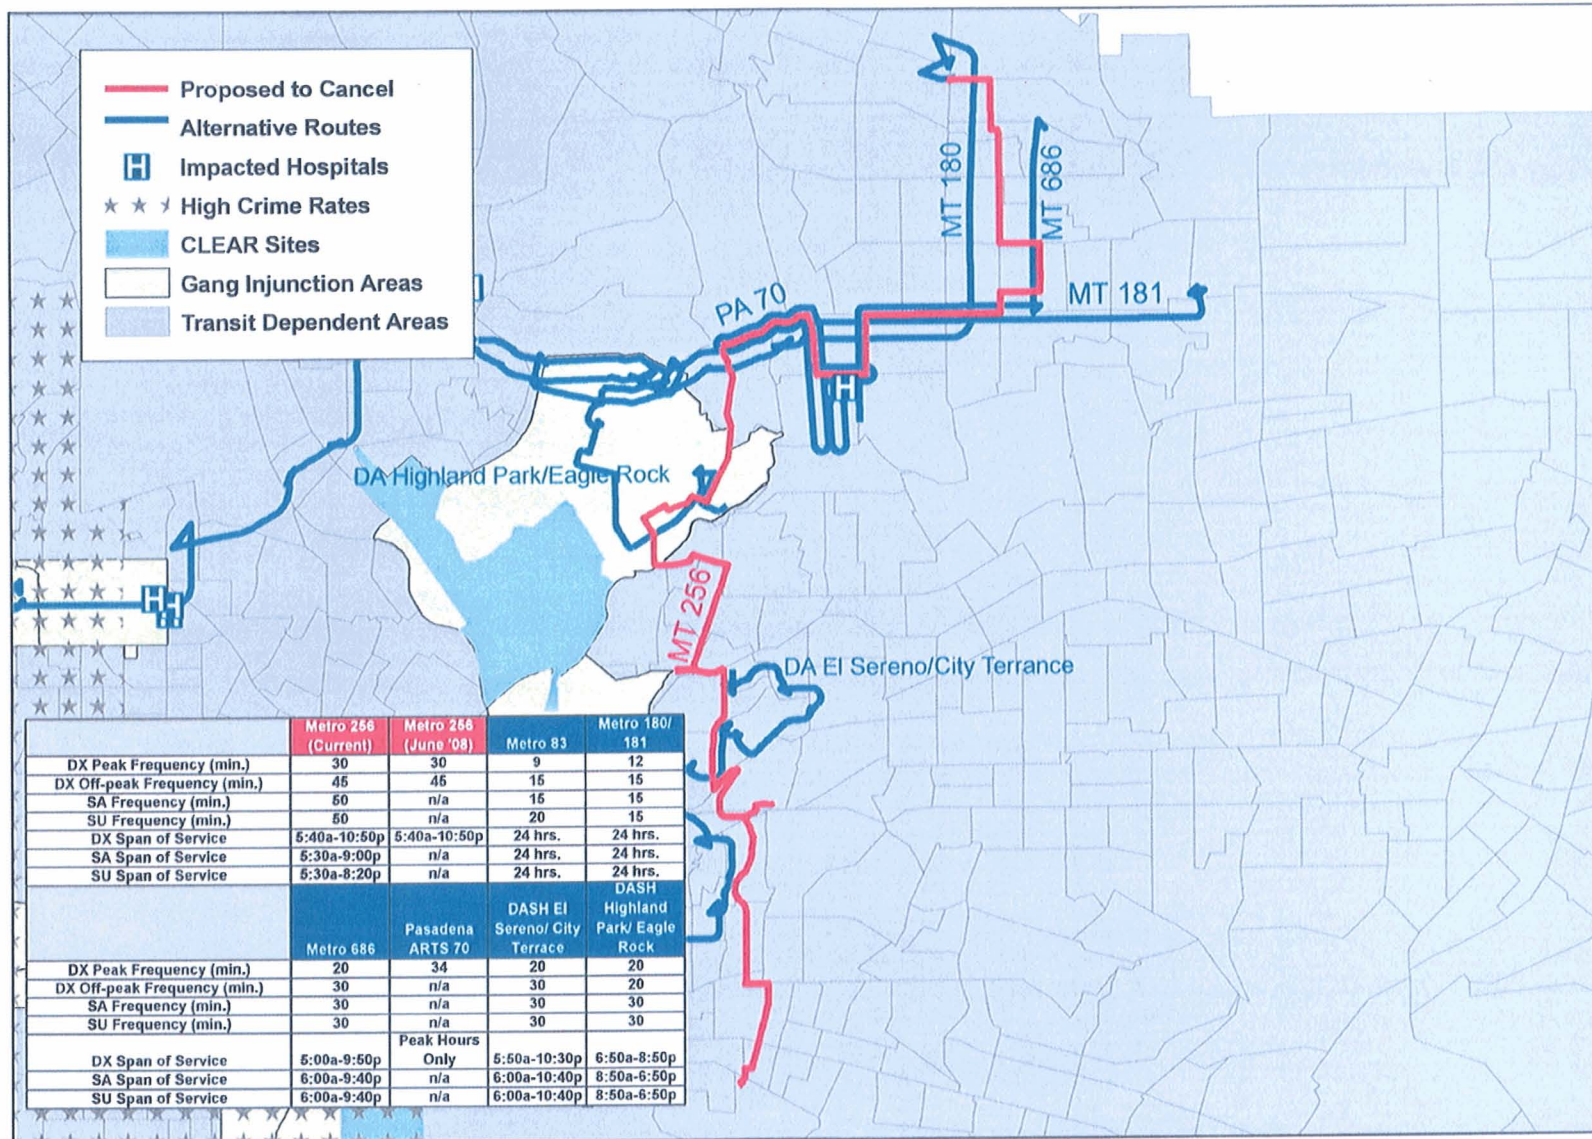 Proposed to Cancel
Alternative Routes
H Impacted Hospitals
High Crime Rates
CLEAR Sites
Gang Injunction Areas
Transit Dependent Areas
MT 180
MT 686
MT 181
PA 70
H
DA Highland Park/Eagle Rock
MT 256
H H
DA El Sereno/City Terrance
Metro 256 (Current) Metro 256 (June '08) Metro 83 Metro 180/ 181
DX Peak Frequency (min.) 30 30 9 12
DX Off-peak Frequency (min.) 45 45 15 15
SA Frequency (min.) 50 n/a 15 15
SU Frequency (min.) 50 n/a 20 15
DX Span of Service 5:40a-10:50p 5:40a-10:50p 24 hrs. 24 hrs.
SA Span of Service 5:30a-9:00p n/a 24 hrs. 24 hrs.
SU Span of Service 5:30a-8:20p n/a 24 hrs. 24 hrs.
Metro 686 Pasadena ARTS 70 DASH El Sereno/ City Terrace DASH Highland Park/ Eagle Rock
DX Peak Frequency (min.) 20 34 20 20
DX Off-peak Frequency (min.) 30 n/a 30 20
SA Frequency (min.) 30 n/a 30 30
SU Frequency (min.) 30 n/a 30 30
DX Span of Service 5:00a-9:50p Peak Hours Only 5:50a-10:30p 6:50a-8:50p
SA Span of Service 6:00a-9:40p n/a 6:00a-10:40p 8:50a-6:50p
SU Span of Service 6:00a-9:40p n/a 6:00a-10:40p 8:50a-6:50p